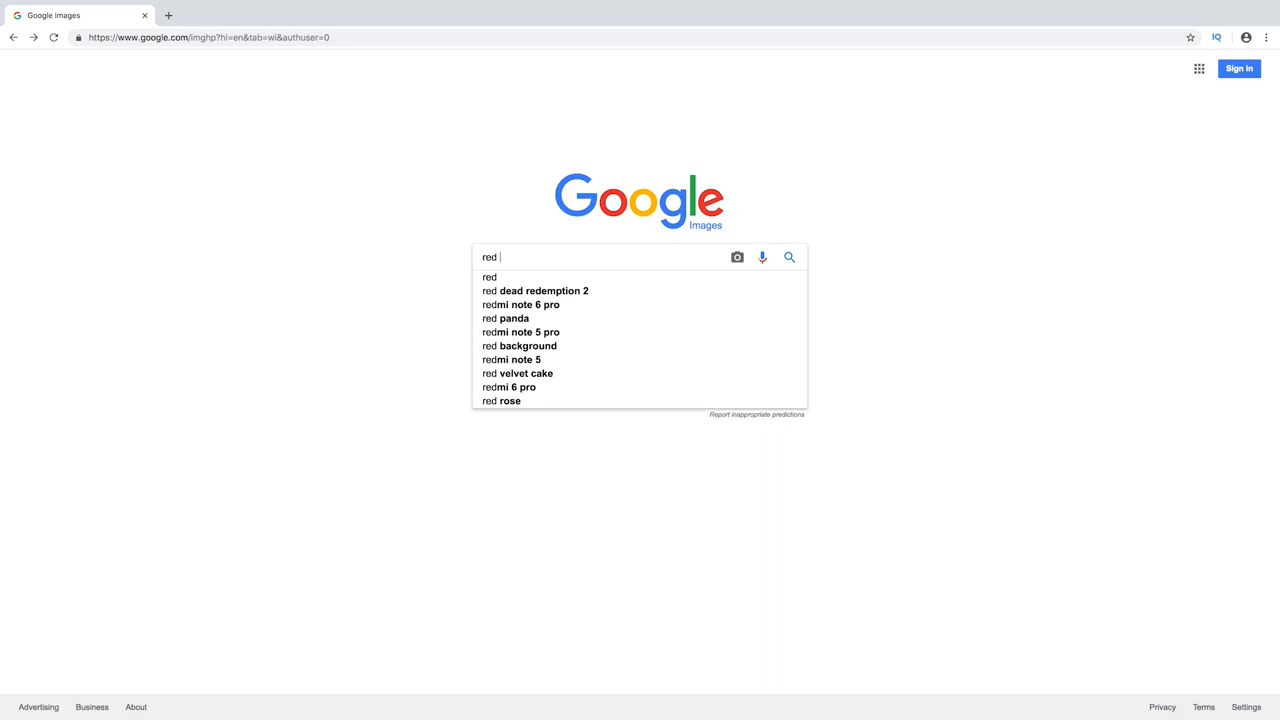 Google Images
https://www.google.com/imghp?hl=en&tab=wi&authuser=0
IQ
Sign in
Google
Images
red
red
red dead redemption 2
redmi note 6 pro
red panda
redmi note 5 pro
red background
redmi note 5
red velvet cake
redmi 6 pro
red rose
Report inappropriate predictions
Advertising Business About Privacy Terms Settings